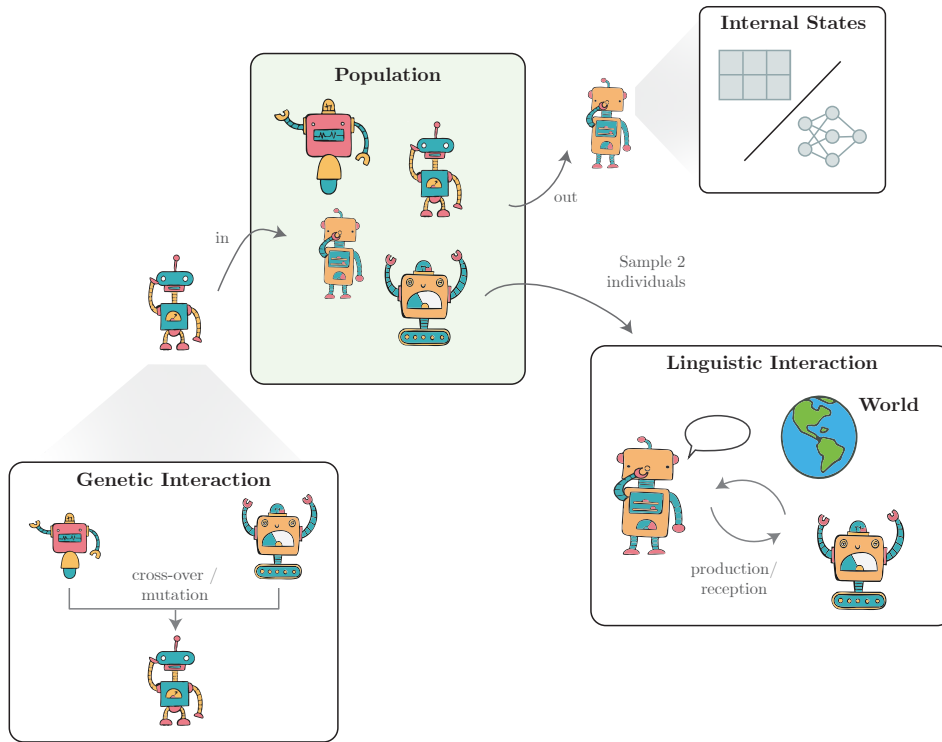 Internal States
Population
out
in
Sample 2
individuals
Linguistic Interaction
World
Genetic Interaction
cross-over /
mutation
production/
reception